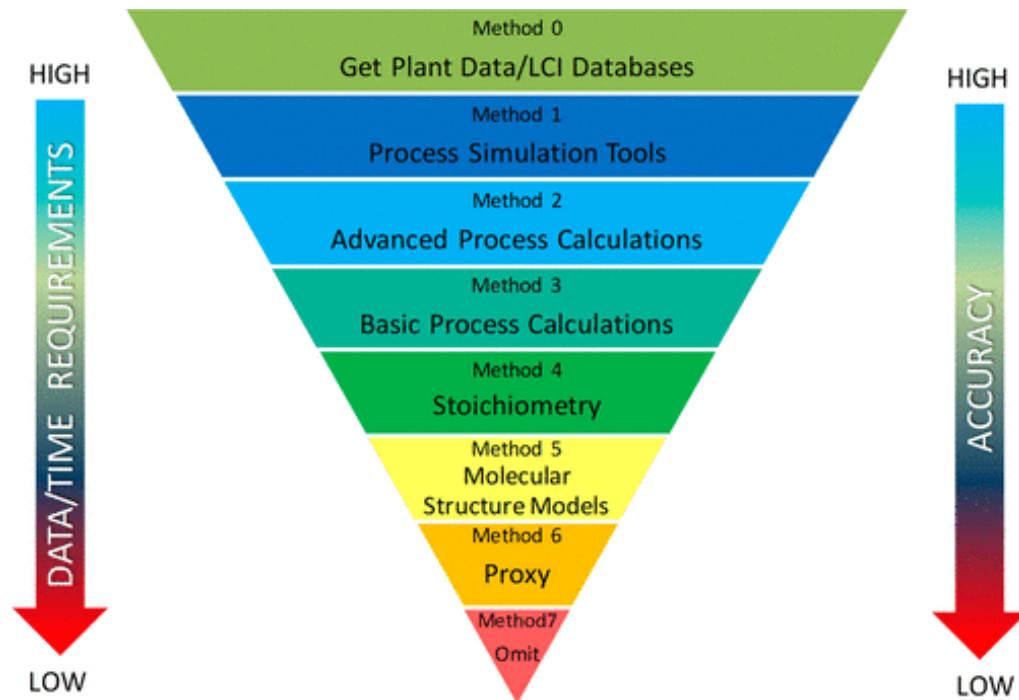 Method 0
Get Plant Data/LCI Databases
HIGH
HIGH
Method 1
Process Simulation Tools
Method 2
Advanced Process Calculations
Method 3
Basic Process Calculations
Method 4
Stoichiometry
Method 5
Molecular
Structure Models
Method 6
Proxy
Method7
Omit
DATA/TIME REQUIREMENTS
ACCURACY
LOW
LOW